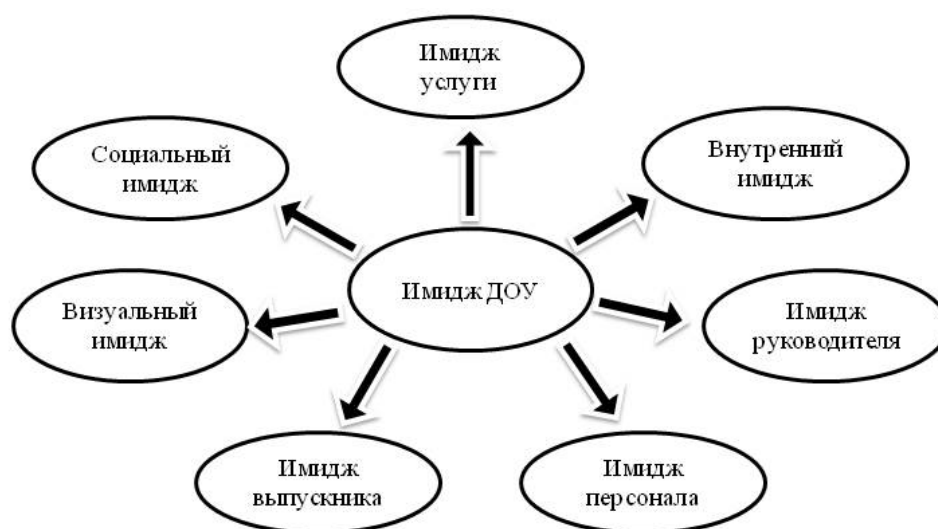 Имидж
услуги
Социальный
имидж
Внутренний
имидж
Имидж ДОУ
Визуальный
имидж
Имидж
руководителя
Имидж
выпускника
Имидж
персонала